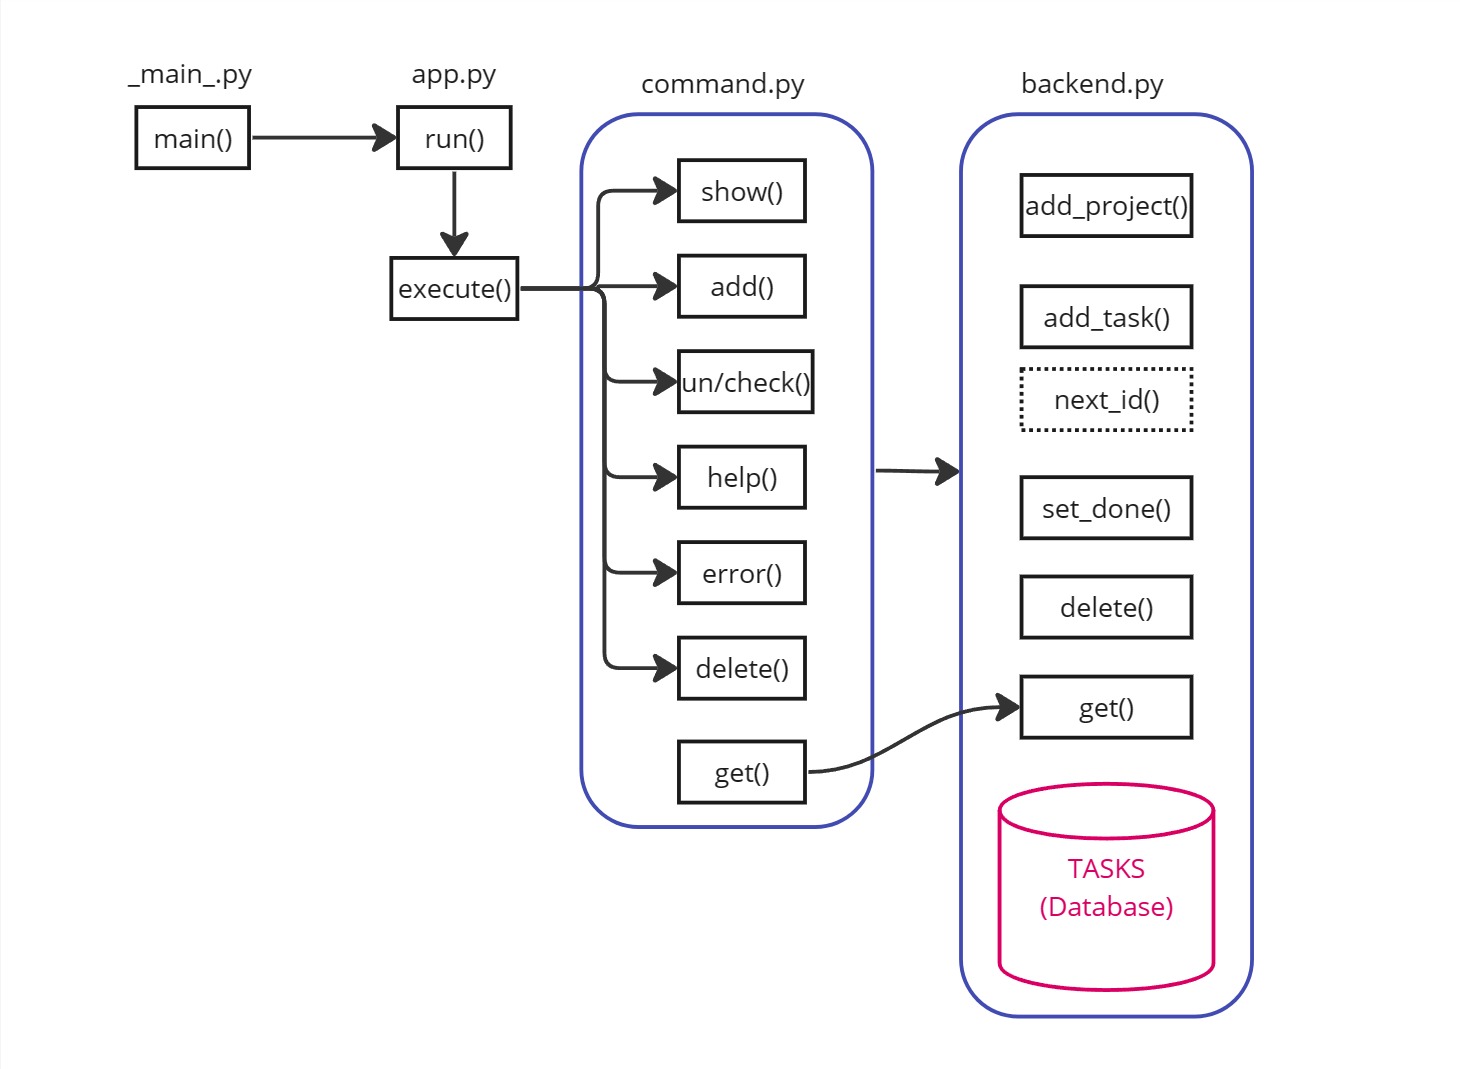 _main_.py
main()
app.py
run()
execute()
command.py
show()
add()
un/check()
help()
error()
delete()
get()
backend.py
add_project()
add_task()
next_id()
set_done()
delete()
get()
TASKS
(Database)